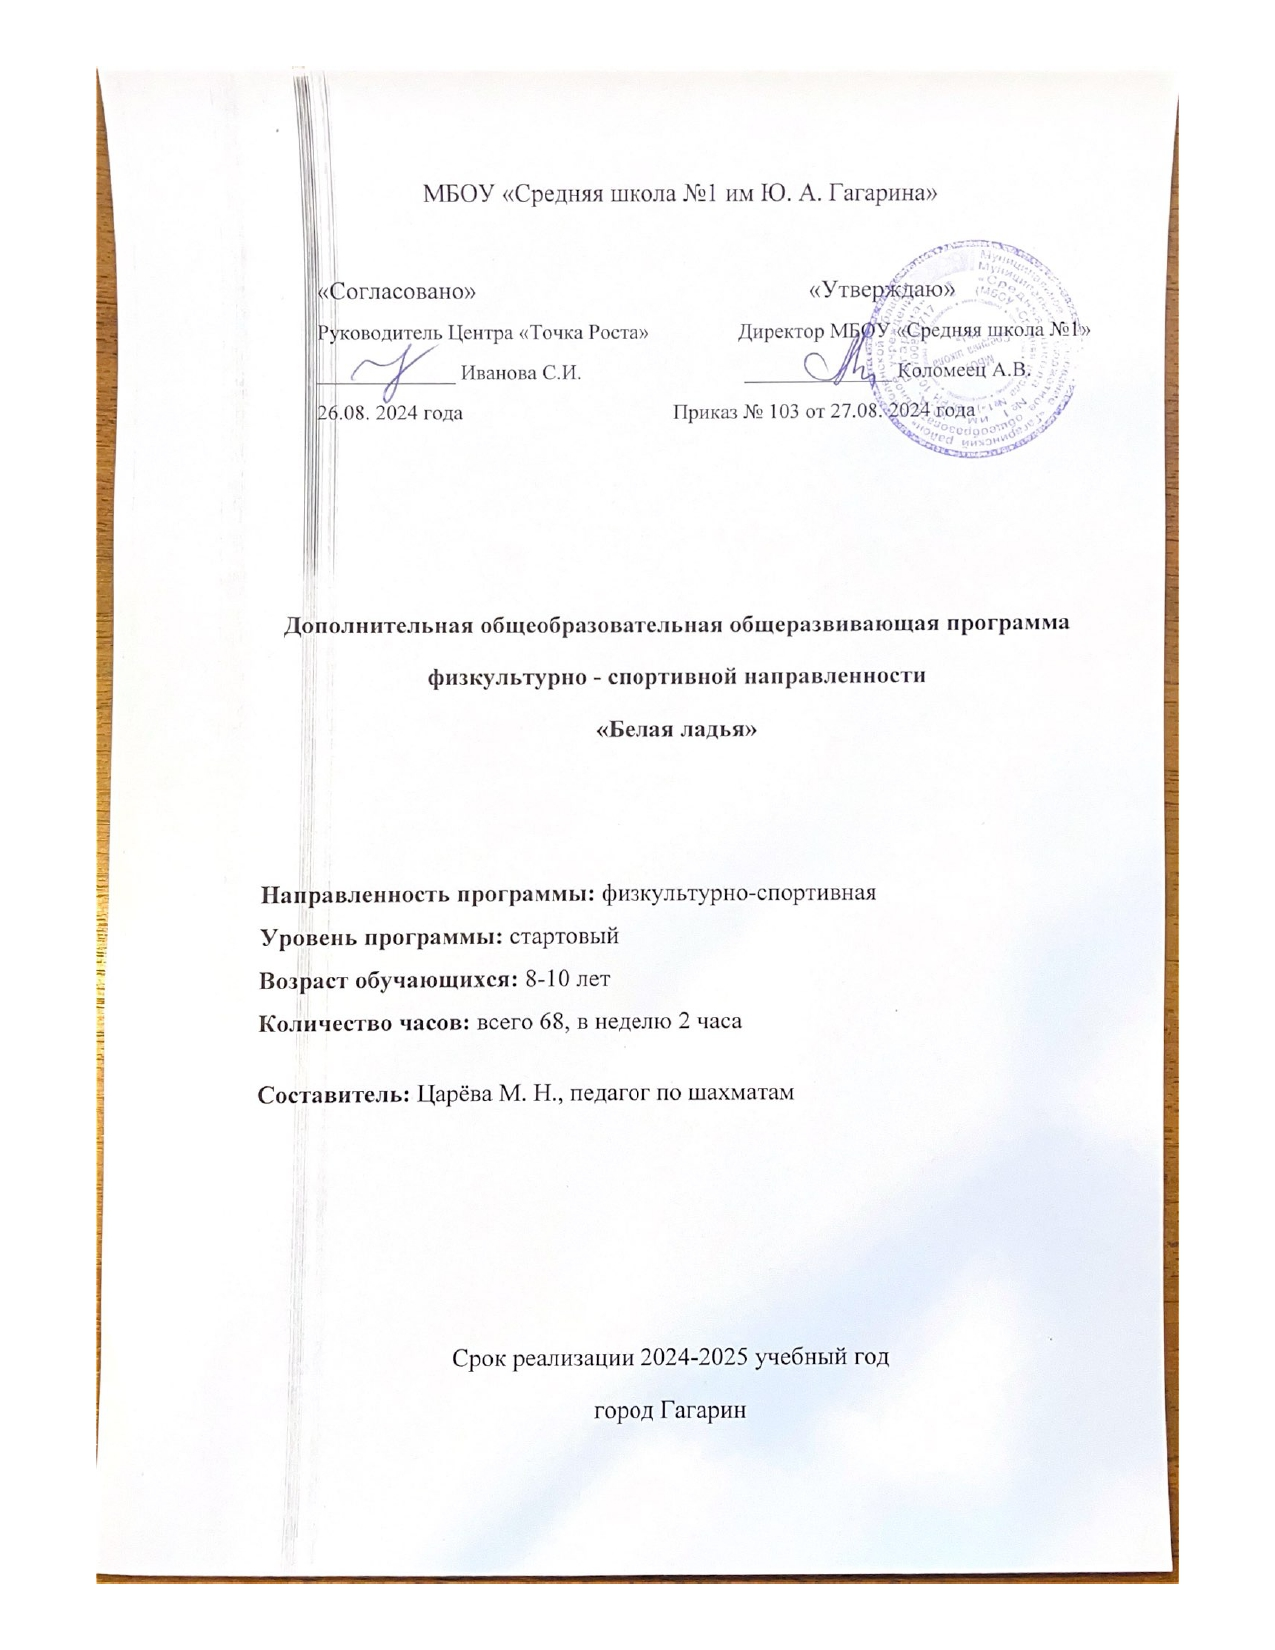 МБОУ «Средняя школа №1 им Ю. А. Гагарина»
«Согласовано» «Утверждаю»
Руководитель Центра «Точка Роста» Директор МБОУ «Средняя школа №1»
______________ Иванова С.И. _______________ Коломеец А.В.
26.08. 2024 года Приказ № 103 от 27.08. 2024 года
Дополнительная общеобразовательная общеразвивающая программа
физкультурно - спортивной направленности
«Белая ладья»
Направленность программы: физкультурно-спортивная
Уровень программы: стартовый
Возраст обучающихся: 8-10 лет
Количество часов: всего 68, в неделю 2 часа
Составитель: Царёва М. Н., педагог по шахматам
Срок реализации 2024-2025 учебный год
город Гагарин